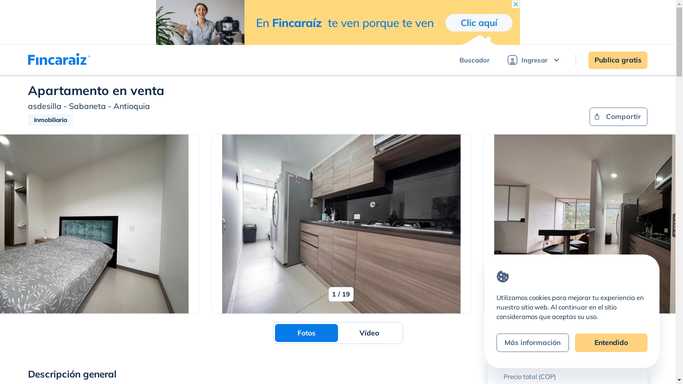 En Fincaraíz te ven porque te ven
Clic aquí
Fincaraíz
Buscador
Ingresar
Publica gratis
Apartamento en venta
asdesilla - Sabaneta - Antioquia
Inmobiliaria
Compartir
1 / 19
Fotos
Vídeo
Utilizamos cookies para mejorar tu experiencia en
nuestro sitio web. Al continuar en el sitio
consideramos que aceptas su uso.
Más información
Entendido
Descripción general
Precio total (COP)